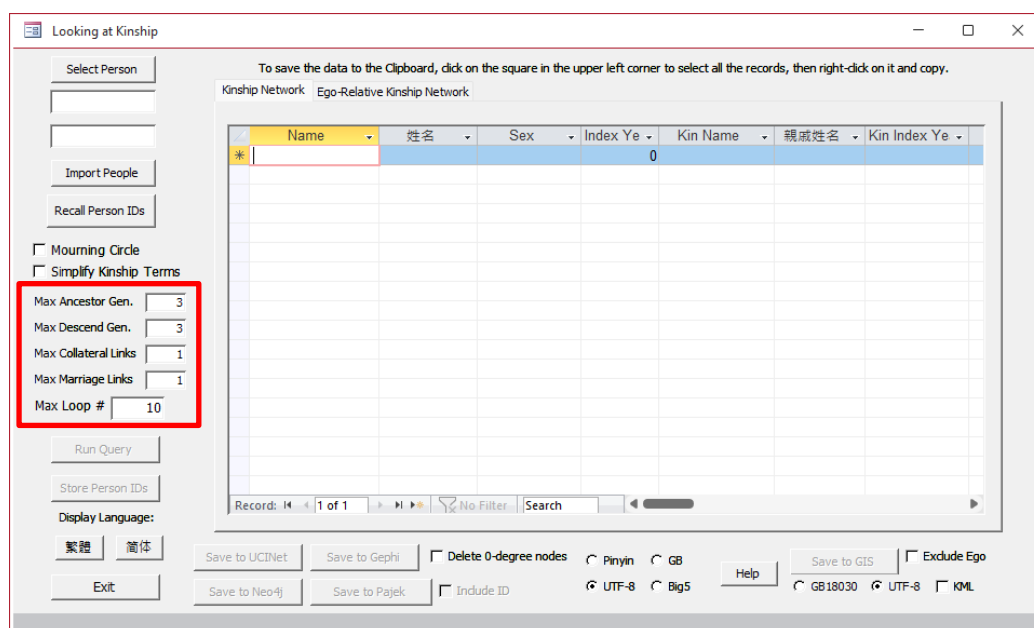 Looking at Kinship
Select Person
To save the data to the Clipboard, click on the square in the upper left corner to select all the records, then right-click on it and copy.
Kinship Network Ego-Relative Kinship Network
Name 姓名 Sex Index Ye Kin Name 親戚姓名 Kin Index Ye
0
Import People
Recall Person IDs
Mourning Circle
Simplify Kinship Terms
Max Ancestor Gen. 3
Max Descend Gen. 3
Max Collateral Links 1
Max Marriage Links 1
Max Loop # 10
Run Query
Store Person IDs
Record: 1 of 1 No Filter Search
Display Language:
繁體 简体
Exit
Save to UCINet Save to Gephi Delete 0-degree nodes Pinyin GB Help Save to GIS Exclude Ego
Save to Neo4j Save to Pajek Include ID UTF-8 Big5 GB18030 UTF-8 KML